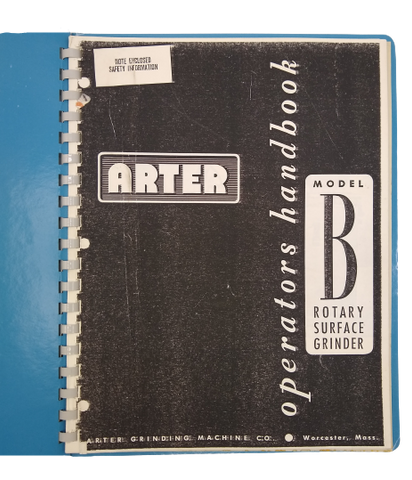 NOTE ENCLOSED
SAFETY INFORMATION
ARTER
operators handbook
MODEL
B
ROTARY
SURFACE
GRINDER
ARTER GRINDING MACHINE CO. Worcester, Mass.